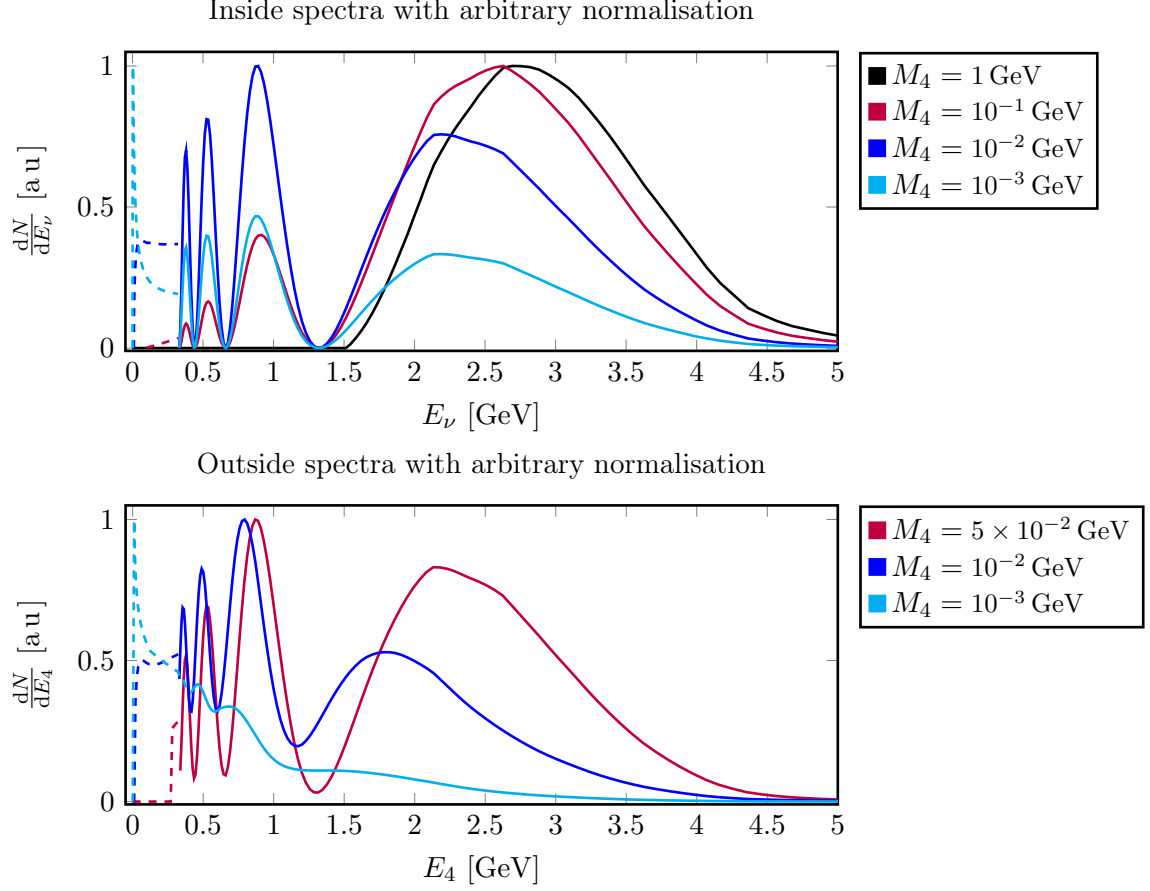 Inside spectra with arbitrary normalisation
1
0.5
0
dN/dE_ν [a u]
0 0.5 1 1.5 2 2.5 3 3.5 4 4.5 5
E_ν [GeV]
M_4 = 1 GeV
M_4 = 10^{-1} GeV
M_4 = 10^{-2} GeV
M_4 = 10^{-3} GeV
Outside spectra with arbitrary normalisation
1
0.5
0
dN/dE_4 [a u]
0 0.5 1 1.5 2 2.5 3 3.5 4 4.5 5
E_4 [GeV]
M_4 = 5 × 10^{-2} GeV
M_4 = 10^{-2} GeV
M_4 = 10^{-3} GeV